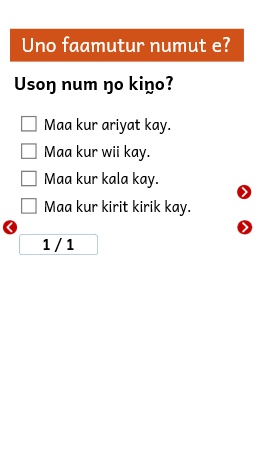 Uno faamutur numut e?
Usoŋ num ŋo kin̰o?
Maa kur ariyat kay.
Maa kur wii kay.
Maa kur kala kay.
Maa kur kirit kirik kay.
1 / 1